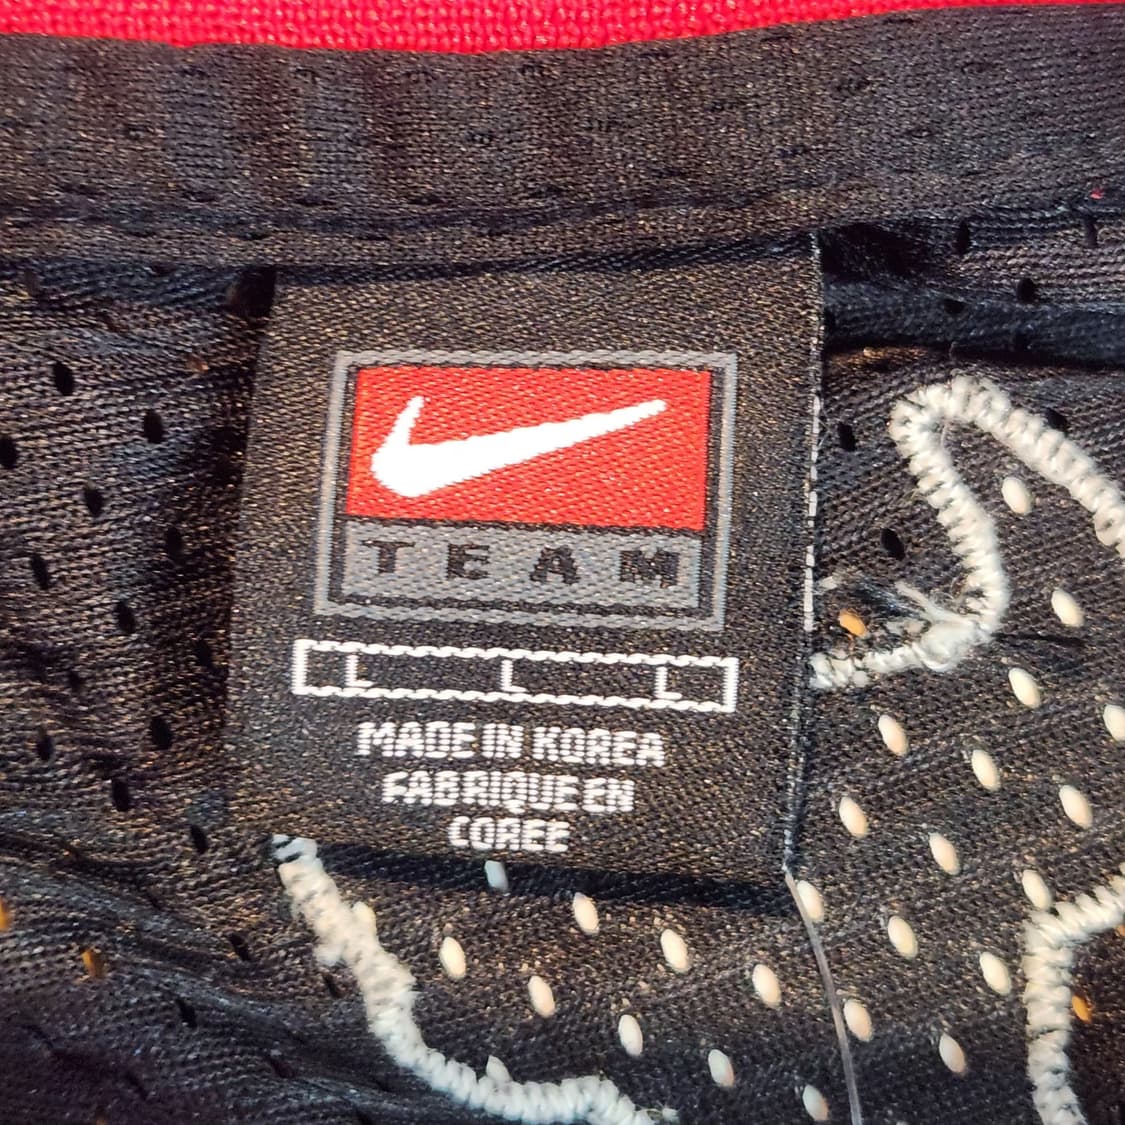 TEAM
L L L
MADE IN KOREA
FABRIQUE EN
COREE